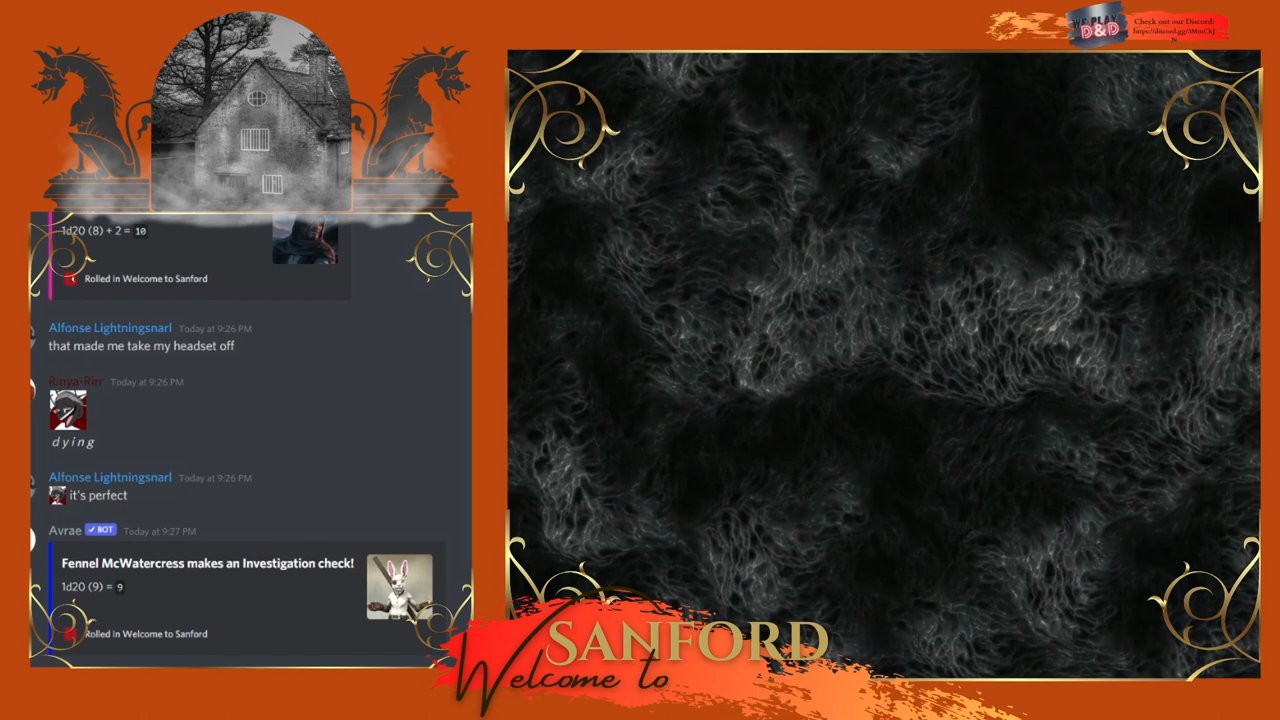 WE PLAY
D&D
Check out our Discord:
1d20 (8) + 2 = 10
Rolled in Welcome to Sanford
Alfonse Lightningsnarl Today at 9:26 PM
that made me take my headset off
Rinya-Rirr Today at 9:26 PM
dying
Alfonse Lightningsnarl Today at 9:26 PM
it's perfect
Avrae ✓ BOT Today at 9:27 PM
Fennel McWatercress makes an Investigation check!
1d20 (9) = 9
Rolled in Welcome to Sanford
Welcome to
SANFORD